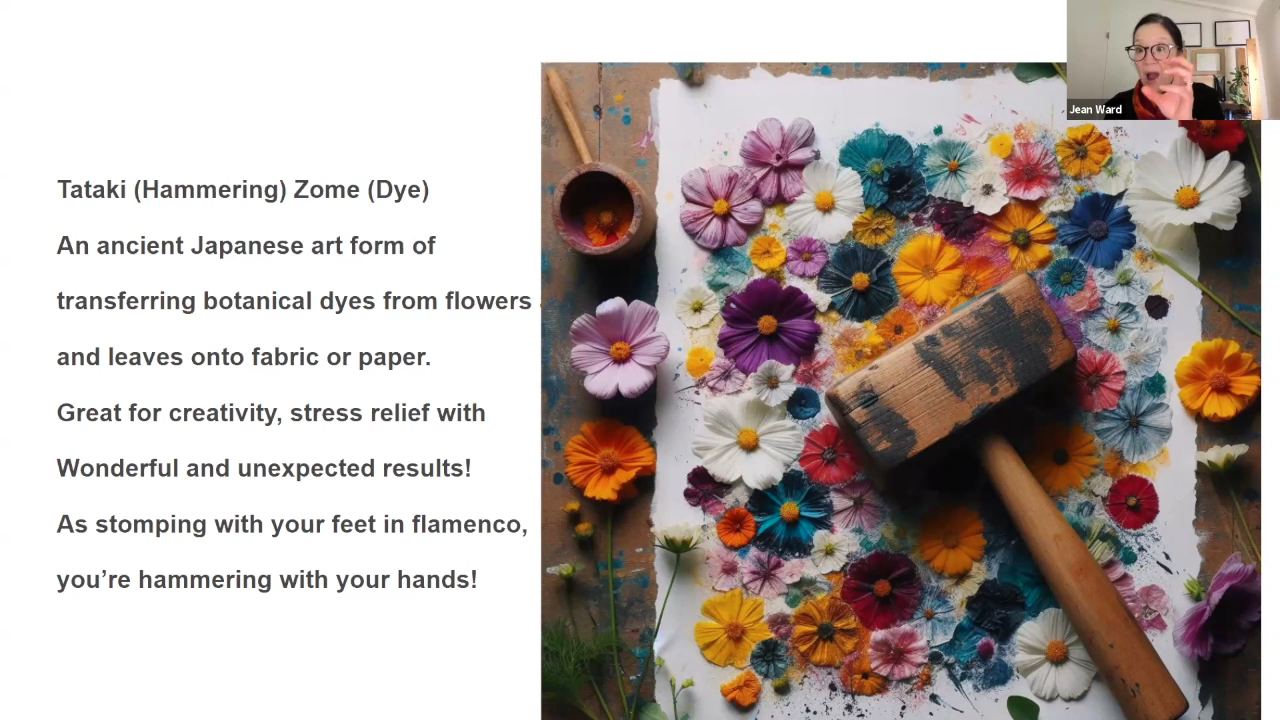 Jean Ward
Tataki (Hammering) Zome (Dye)
An ancient Japanese art form of
transferring botanical dyes from flowers
and leaves onto fabric or paper.
Great for creativity, stress relief with
Wonderful and unexpected results!
As stomping with your feet in flamenco,
you’re hammering with your hands!